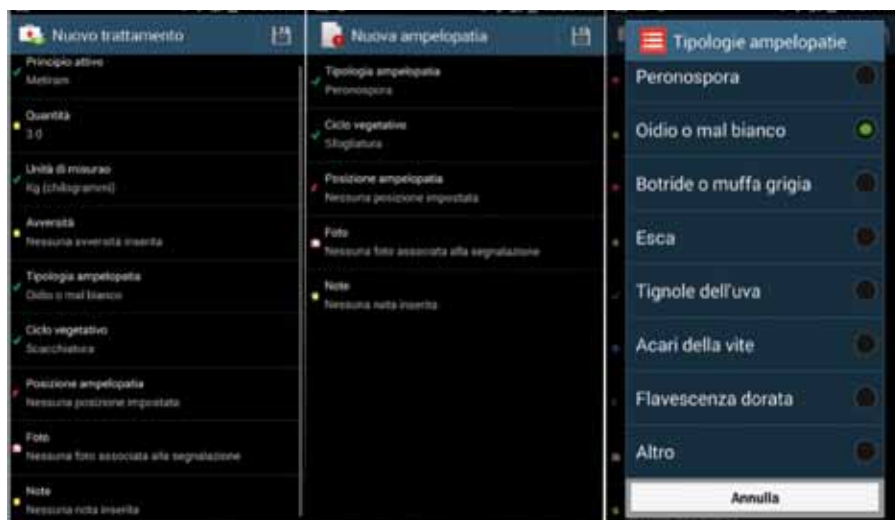 Nuovo trattamento
Principio attivo
Metiram
Quantità
3.0
Unità di misurao
Kg (chilogrammi)
Avversità
Nessuna avversità inserita
Tipologia ampelopatia
Oidio o mal bianco
Ciclo vegetativo
Scacchiatura
Posizione ampelopatia
Nessuna posizione impostata
Foto
Nessuna foto associata alla segnalazione
Note
Nessuna nota inserita
Nuova ampelopatia
Tipologia ampelopatia
Peronospora
Ciclo vegetativo
Sfogliatura
Posizione ampelopatia
Nessuna posizione impostata
Foto
Nessuna foto associata alla segnalazione
Note
Nessuna nota inserita
Tipologie ampelopatie
Peronospora
Oidio o mal bianco
Botride o muffa grigia
Esca
Tignole dell'uva
Acari della vite
Flavescenza dorata
Altro
Annulla